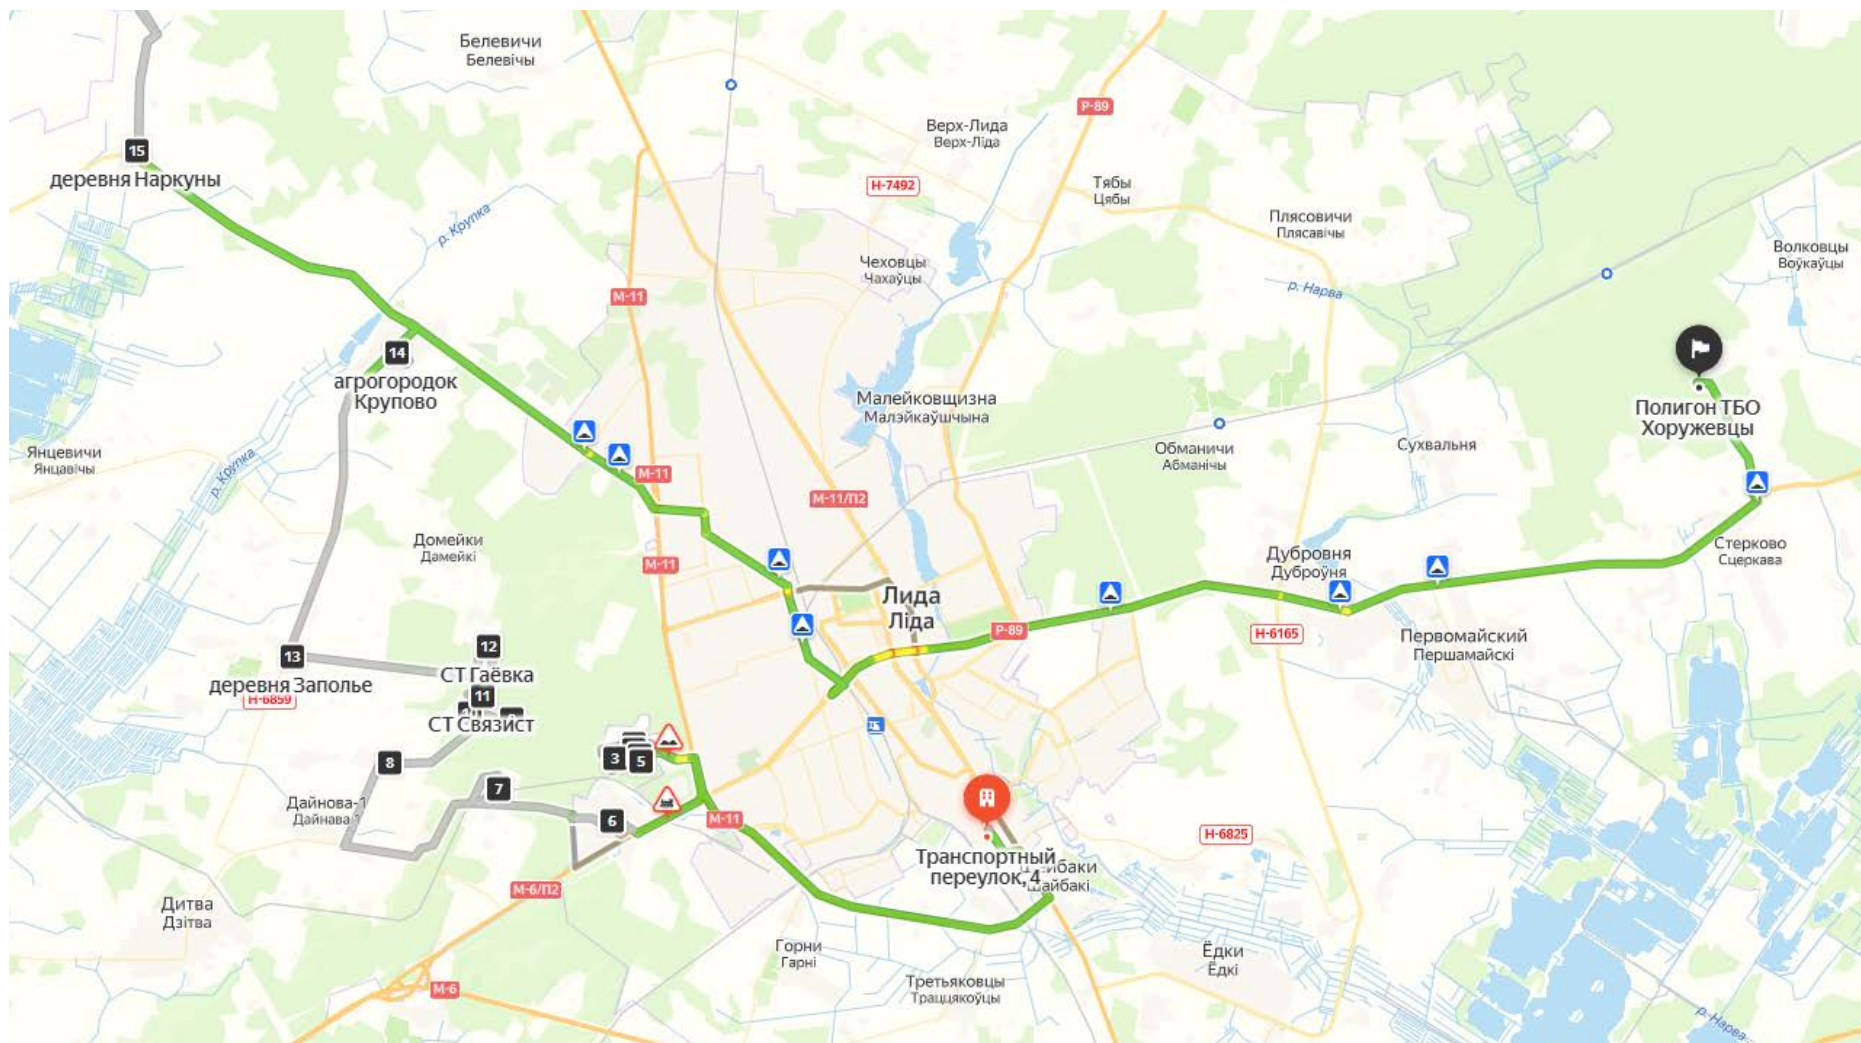 Белевичи
Белевічы
Р-89
Верх-Лида
Верх-Ліда
15
деревня Наркуны
Н-7492
Тябы
Цябы
р. Крупка
Плясовичи
Плясавічы
Волковцы
Воўкаўцы
Чеховцы
Чахаўцы
М-11
р. Нарва
14
агрогородок
Крупово
Малейковщизна
Малэйкаўшчына
Полигон ТБО
Хоружевцы
Янцевичи
Янцавічы
р. Крупка
М-11
М-11/П2
Обманичи
Абманічы
Сухвальня
Домейки
Дамейкі
М-11
Дубровня
Дуброўня
Стерково
Сцеркава
Лида
Ліда
Р-89
Н-6165
Первомайский
Першамайскі
12
СТ Гаёвка
13
деревня Заполье
Н-6859
11
СТ Связист
3
5
8
7
Дайнова-1
Дайнава
6
М-11
Н-6825
Транспортный
переулок, 4
йбаки
айбакі
М-6/П2
Дитва
Дзітва
Горни
Гарні
Ёдки
Ёдкі
М-6
Третьяковцы
Траццякоўцы
р. Нарва